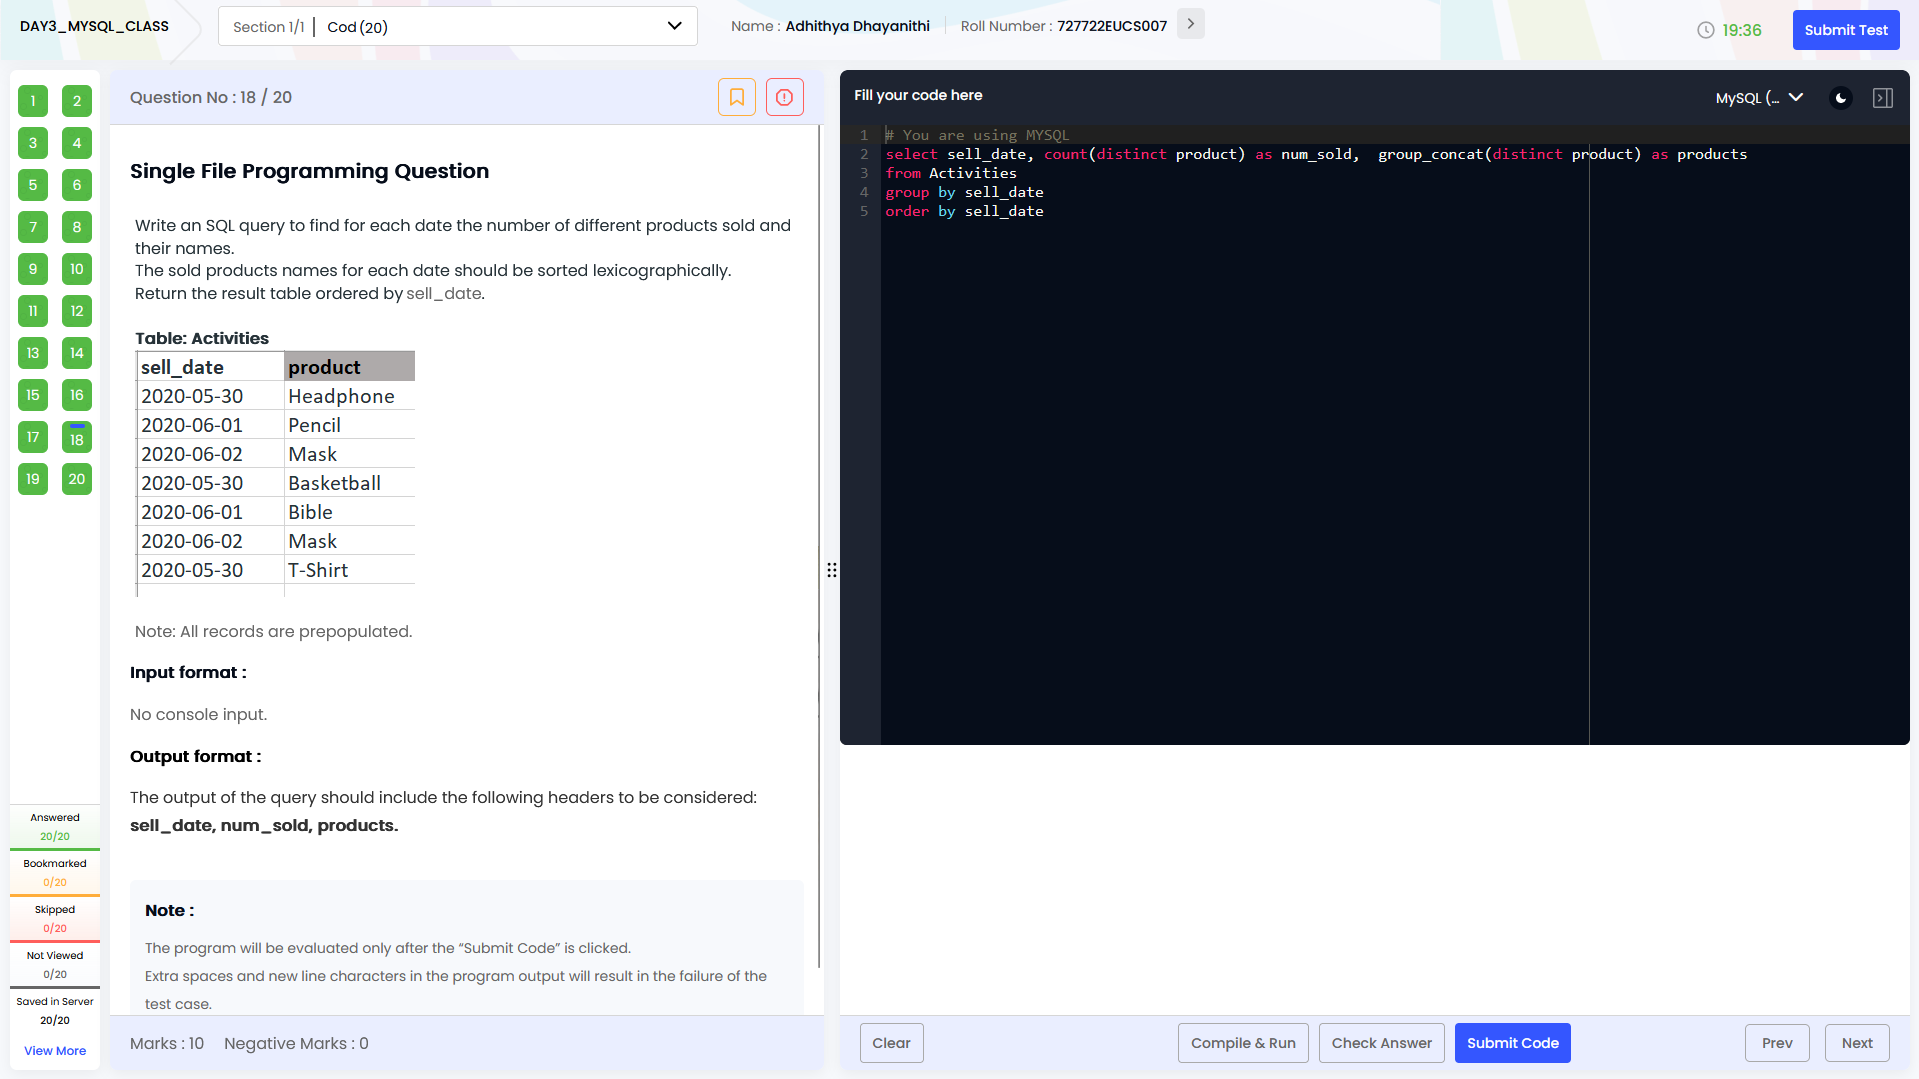 DAY3_MYSQL_CLASS
Section 1/1 | Cod (20)
Name : Adhithya Dhayanithi
Roll Number : 727722EUCS007
19:36
Submit Test
1 2
3 4
5 6
7 8
9 10
11 12
13 14
15 16
17 18
19 20
Answered
20/20
Bookmarked
0/20
Skipped
0/20
Not Viewed
0/20
Saved in Server
20/20
View More
Question No : 18 / 20
Single File Programming Question
Write an SQL query to find for each date the number of different products sold and
their names.
The sold products names for each date should be sorted lexicographically.
Return the result table ordered by sell_date.
Table: Activities
sell_date product
2020-05-30 Headphone
2020-06-01 Pencil
2020-06-02 Mask
2020-05-30 Basketball
2020-06-01 Bible
2020-06-02 Mask
2020-05-30 T-Shirt
Note: All records are prepopulated.
Input format :
No console input.
Output format :
The output of the query should include the following headers to be considered:
sell_date, num_sold, products.
Note :
The program will be evaluated only after the “Submit Code” is clicked.
Extra spaces and new line characters in the program output will result in the failure of the
test case.
Marks : 10 Negative Marks : 0
Fill your code here
MySQL (...
1 # You are using MYSQL
2 select sell_date, count(distinct product) as num_sold,  group_concat(distinct product) as products
3 from Activities
4 group by sell_date
5 order by sell_date
Clear
Compile & Run
Check Answer
Submit Code
Prev
Next